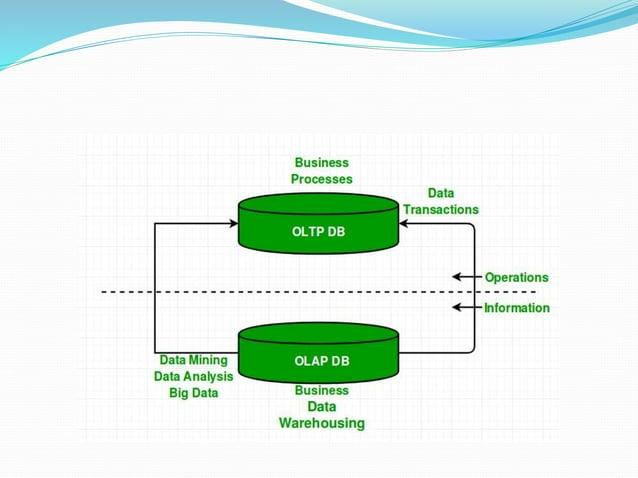 Business
Processes
Data
Transactions
OLTP DB
Operations
Information
OLAP DB
Data Mining
Data Analysis
Big Data
Business
Data
Warehousing